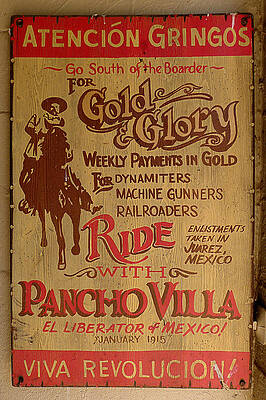 ATENCIÓN GRINGOS
~ Go South of the Boarder ~
FOR
Gold
& Glory
WEEKLY PAYMENTS IN GOLD
FOR DYNAMITERS
MACHINE GUNNERS
RAILROADERS
ENLISTMENTS
TAKEN IN
JUAREZ,
MEXICO
RIDE
~ WITH ~
PANCHO VILLA
EL LIBERATOR of MEXICO!
JANUARY 1915
VIVA REVOLUCION!